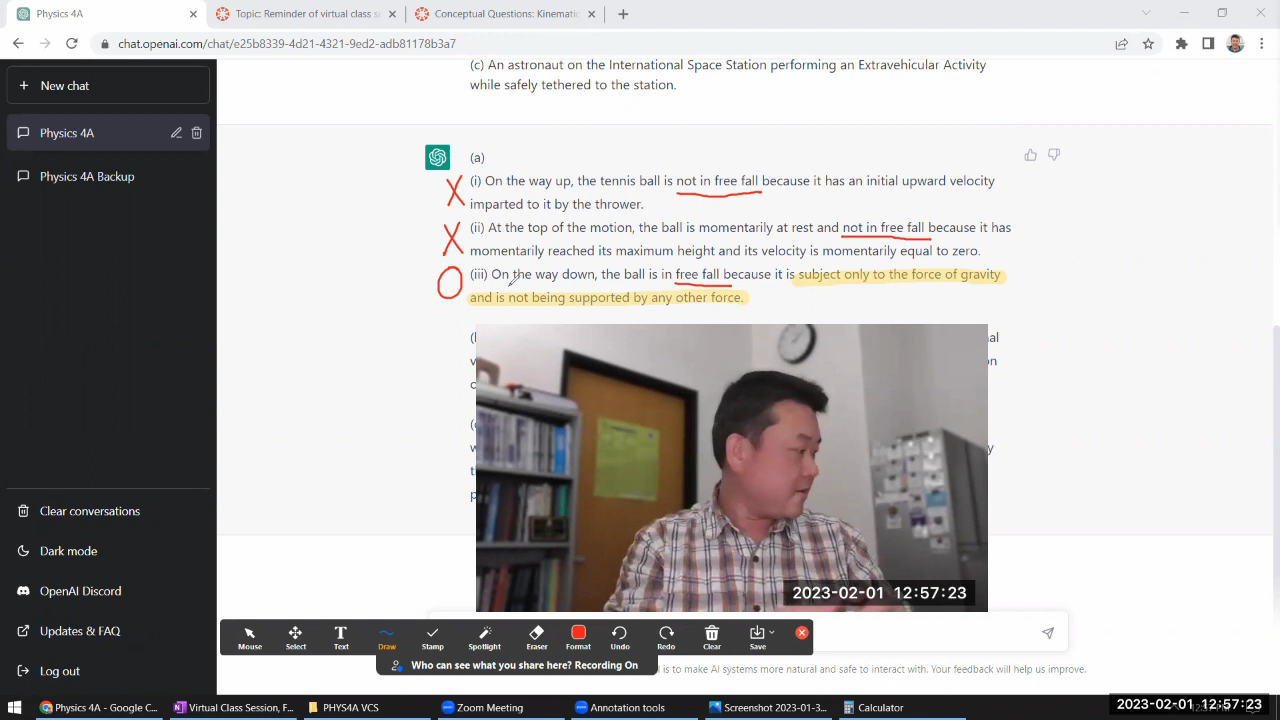 Physics 4A
Topic: Reminder of virtual class se
Conceptual Questions: Kinemati
chat.openai.com/chat/e25b8339-4d21-4321-9ed2-adb81178b3a7
New chat
Physics 4A
Physics 4A Backup
Clear conversations
Dark mode
OpenAI Discord
Updates & FAQ
Log out
(c) An astronaut on the International Space Station performing an Extravehicular Activity
while safely tethered to the station.
(a)
(i) On the way up, the tennis ball is not in free fall because it has an initial upward velocity
imparted to it by the thrower.
(ii) At the top of the motion, the ball is momentarily at rest and not in free fall because it has
momentarily reached its maximum height and its velocity is momentarily equal to zero.
(iii) On the way down, the ball is in free fall because it is subject only to the force of gravity
and is not being supported by any other force.
X
X
O
2023-02-01 12:57:23
Mouse
Select
Text
Draw
Stamp
Spotlight
Eraser
Format
Undo
Redo
Clear
Save
Who can see what you share here? Recording On
is to make AI systems more natural and safe to interact with. Your feedback will help us improve.
Physics 4A - Google C...
Virtual Class Session, F...
PHYS4A VCS
Zoom Meeting
Annotation tools
Screenshot 2023-01-3...
Calculator
2023-02-01 12:57:23